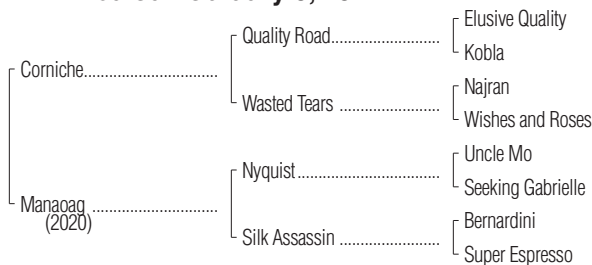 Elusive Quality
Quality Road
Kobla
Corniche
Najran
Wasted Tears
Wishes and Roses
Uncle Mo
Nyquist
Seeking Gabrielle
Manaoag
(2020)
Bernardini
Silk Assassin
Super Espresso